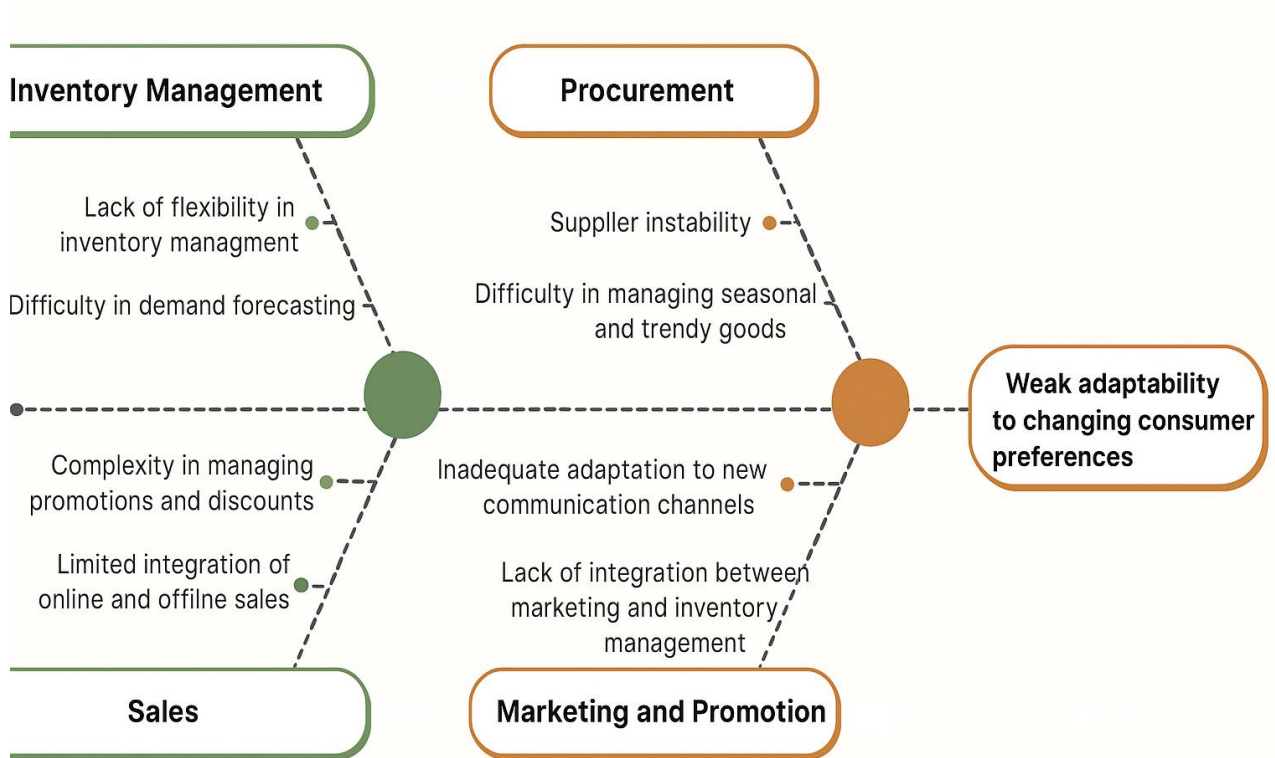 Inventory Management
Procurement
Lack of flexibility in
inventory managment
Difficulty in demand forecasting
Suppller instability
Difficulty in managing seasonal
and trendy goods
Weak adaptability
to changing consumer
preferences
Complexity in managing
promotions and discounts
Limited integration of
online and offilne sales
Inadequate adaptation to new
communication channels
Lack of integration between
marketing and inventory
management
Sales
Marketing and Promotion